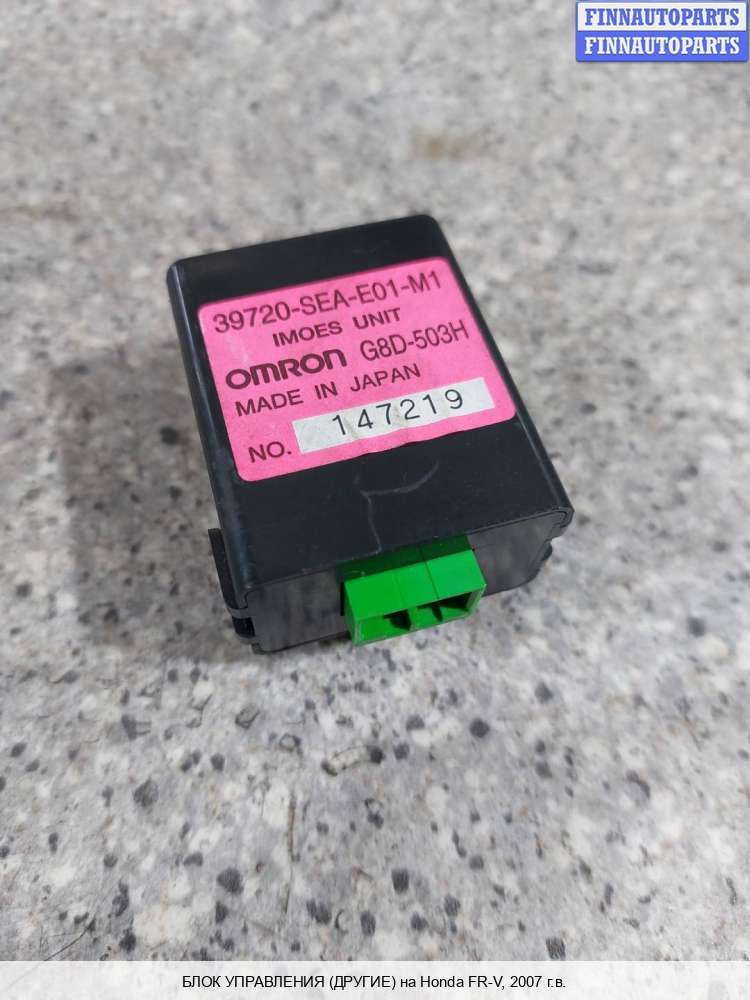 FINNAUTOPARTS
FINNAUTOPARTS
39720-SEA-E01-M1
IMOES UNIT
OMRON G8D-503H
MADE IN JAPAN
NO. 147219
БЛОК УПРАВЛЕНИЯ (ДРУГИЕ) на Honda FR-V, 2007 г.в.